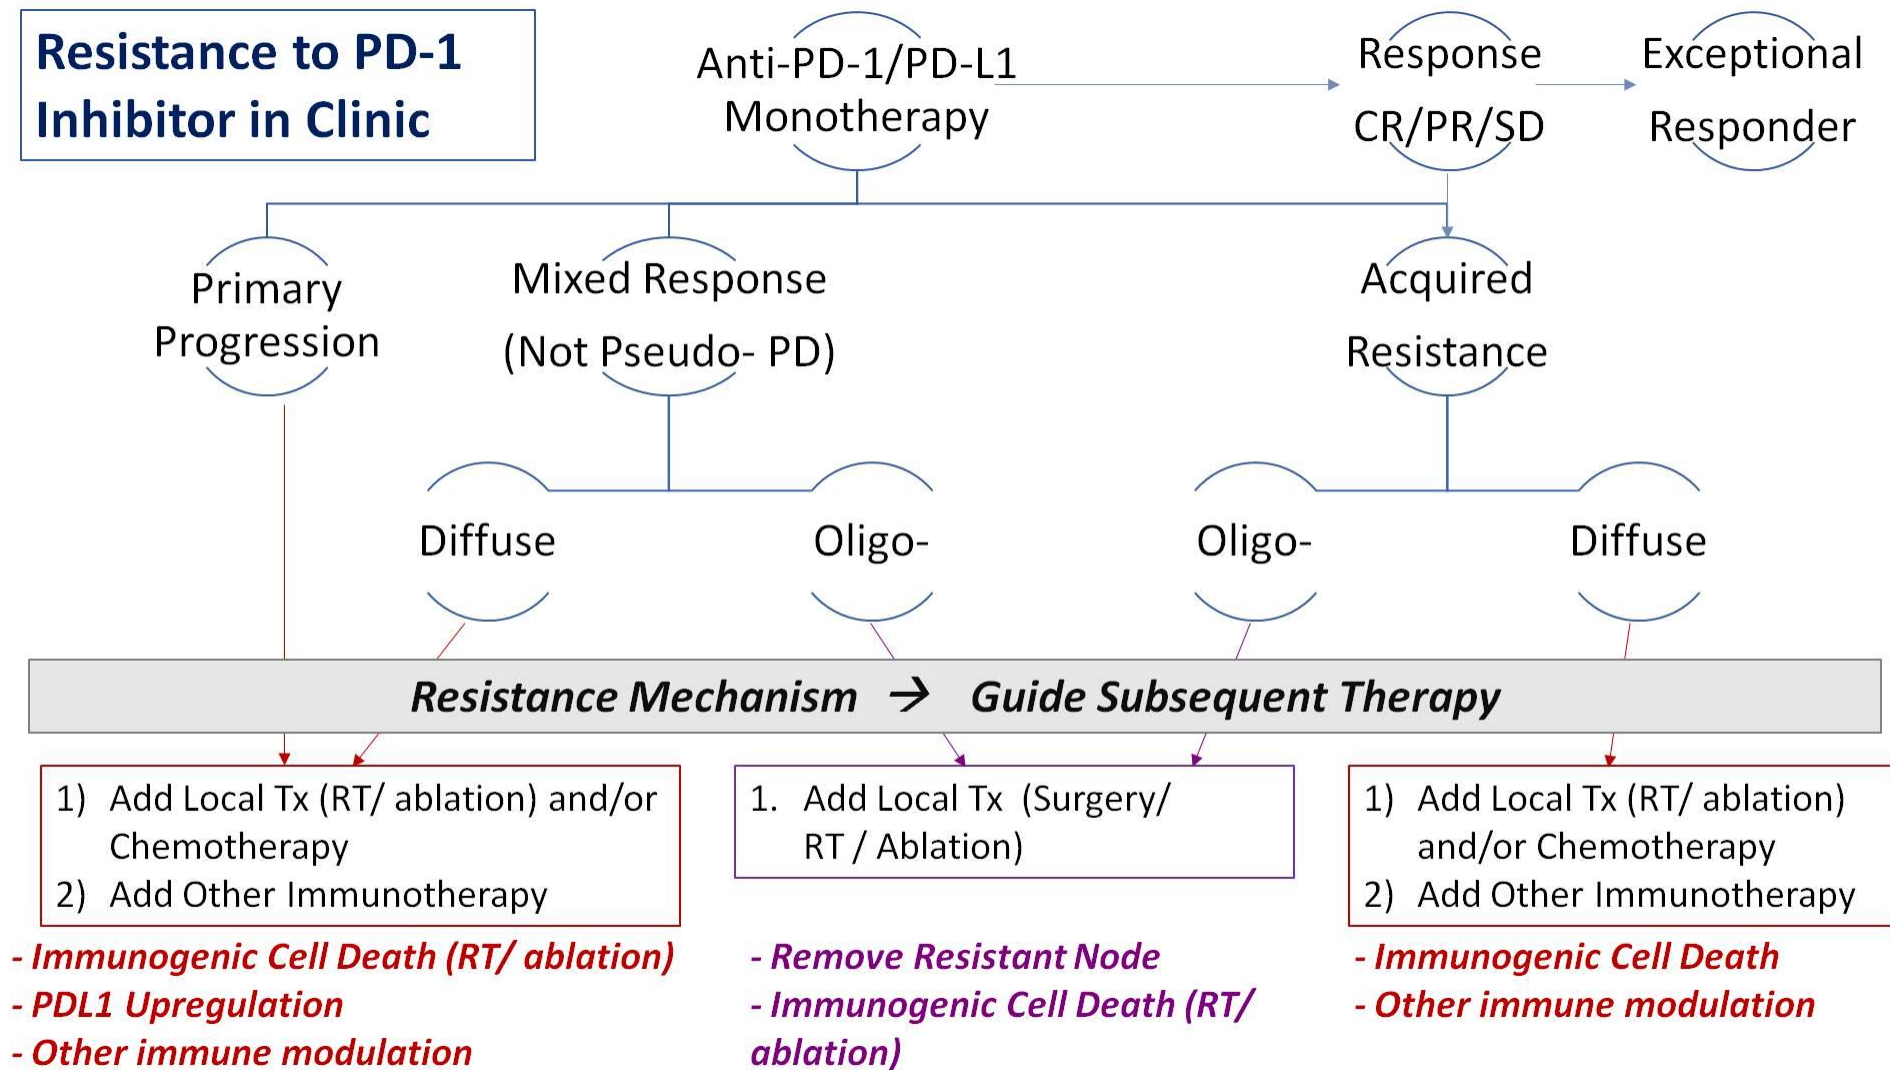 Resistance to PD-1
Inhibitor in Clinic
Anti-PD-1/PD-L1
Monotherapy
Response
CR/PR/SD
Exceptional
Responder
Primary
Progression
Mixed Response
(Not Pseudo- PD)
Acquired
Resistance
Diffuse
Oligo-
Oligo-
Diffuse
Resistance Mechanism → Guide Subsequent Therapy
1) Add Local Tx (RT/ ablation) and/or
Chemotherapy
2) Add Other Immunotherapy
- Immunogenic Cell Death (RT/ ablation)
- PDL1 Upregulation
- Other immune modulation
1. Add Local Tx (Surgery/
RT / Ablation)
- Remove Resistant Node
- Immunogenic Cell Death (RT/
ablation)
1) Add Local Tx (RT/ ablation)
and/or Chemotherapy
2) Add Other Immunotherapy
- Immunogenic Cell Death
- Other immune modulation